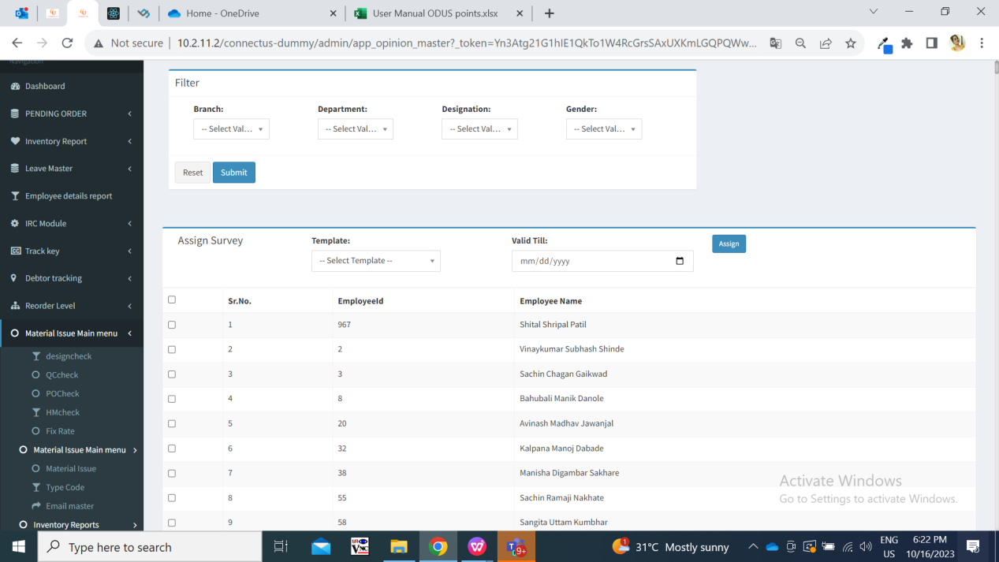 Home - OneDrive
User Manual ODUS points.xlsx
Not secure
10.2.11.2/connectus-dummy/admin/app_opinion_master?_token=Yn3Atg21G1hIE1QkTo1W4RcGrsSAxUXKmLGQPQWw...
Dashboard
PENDING ORDER
Inventory Report
Leave Master
Employee details report
IRC Module
Track key
Debtor tracking
Reorder Level
Material Issue Main menu
designcheck
QCcheck
POCheck
HMcheck
Fix Rate
Material Issue Main menu
Material Issue
Type Code
Email master
Inventory Reports
Filter
Branch: Department: Designation: Gender:
-- Select Val... -- Select Val... -- Select Val... -- Select Val...
Reset Submit
Assign Survey Template: Valid Till: Assign
-- Select Template -- mm/dd/yyyy
Sr.No. EmployeeId Employee Name
1 967 Shital Shripal Patil
2 2 Vinaykumar Subhash Shinde
3 3 Sachin Chagan Gaikwad
4 8 Bahubali Manik Danole
5 20 Avinash Madhav Jawanjal
6 32 Kalpana Manoj Dabade
7 38 Manisha Digambar Sakhare
8 55 Sachin Ramaji Nakhate
9 58 Sangita Uttam Kumbhar
Activate Windows
Go to Settings to activate Windows.
Type here to search
9+
1
31°C Mostly sunny
ENG
US
6:22 PM
10/16/2023
3